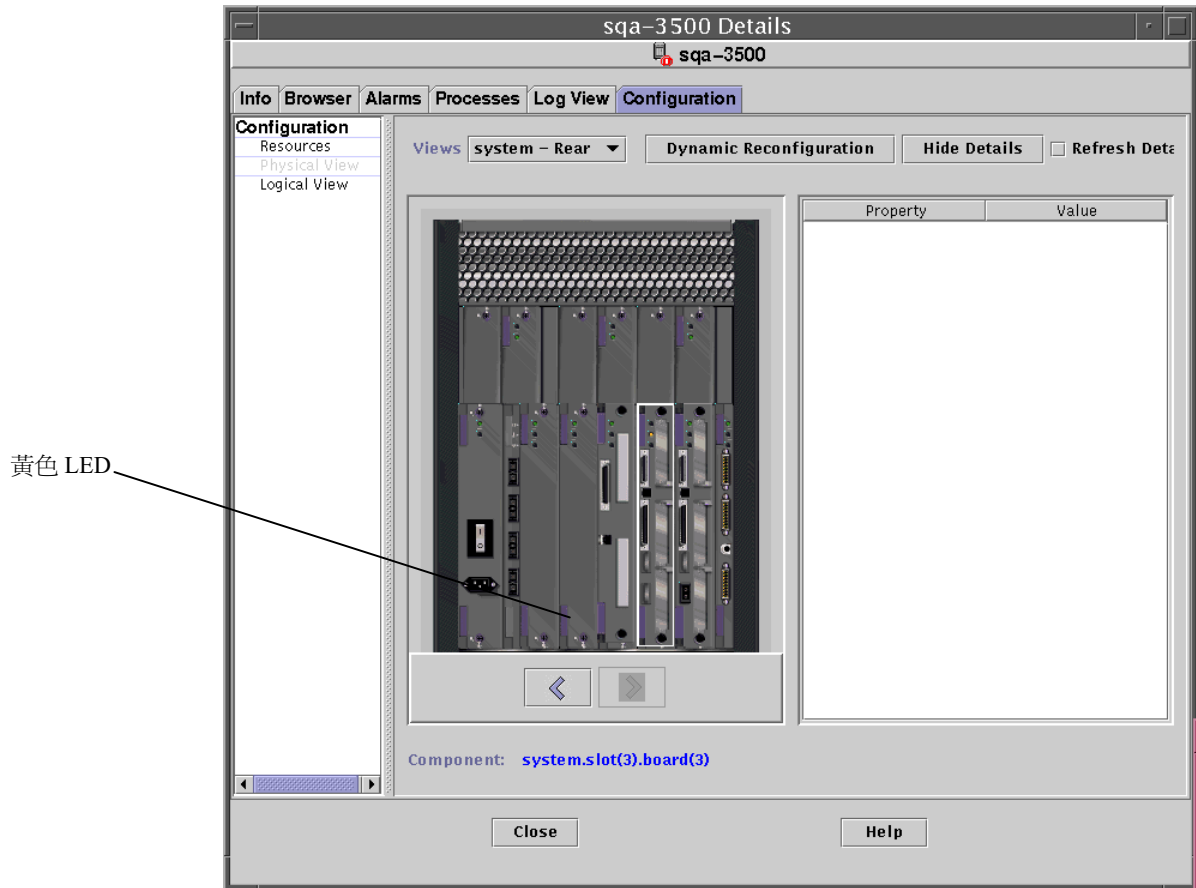 sqa-3500 Details
sqa-3500
Info Browser Alarms Processes Log View Configuration
Configuration
Resources
Physical View
Logical View
Views system - Rear Dynamic Reconfiguration Hide Details Refresh Deta
Property Value
黃色 LED
Component: system.slot(3).board(3)
Close Help